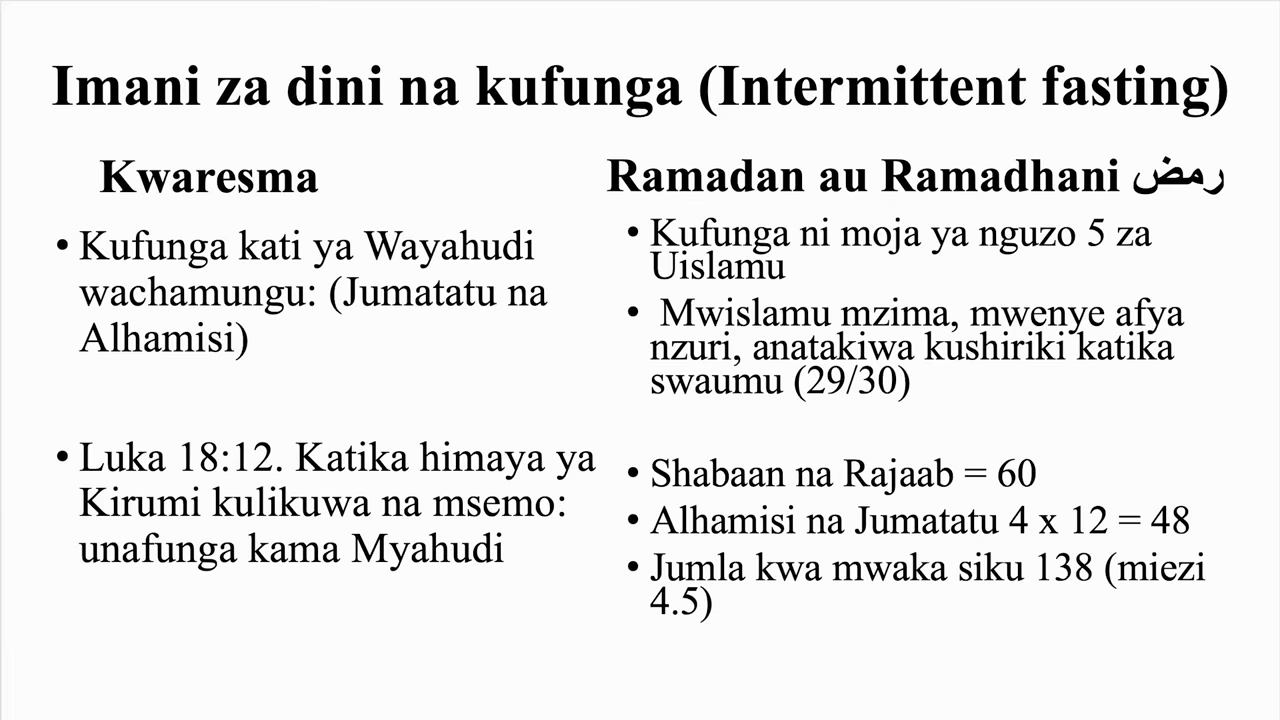 Imani za dini na kufunga (Intermittent fasting)
Kwaresma
• Kufunga kati ya Wayahudi
wachamungu: (Jumatatu na
Alhamisi)
• Luka 18:12. Katika himaya ya
Kirumi kulikuwa na msemo:
unafunga kama Myahudi
Ramadan au Ramadhani رمض
• Kufunga ni moja ya nguzo 5 za
Uislamu
• Mwislamu mzima, mwenye afya
nzuri, anatakiwa kushiriki katika
swaumu (29/30)
• Shabaan na Rajaab = 60
• Alhamisi na Jumatatu 4 x 12 = 48
• Jumla kwa mwaka siku 138 (miezi
4.5)